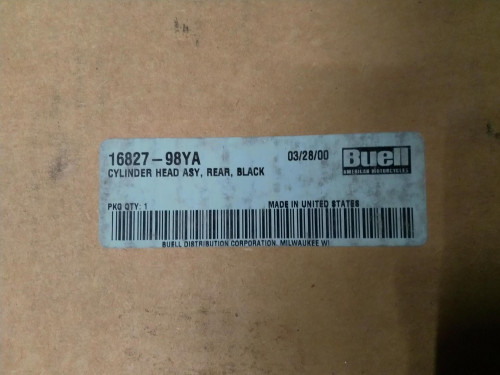 16827-98YA 03/28/00 Buell
CYLINDER HEAD ASY, REAR, BLACK AMERICAN MOTORCYCLES
PKG QTY: 1 MADE IN UNITED STATES
BUELL DISTRIBUTION CORPORATION, MILWAUKEE WI